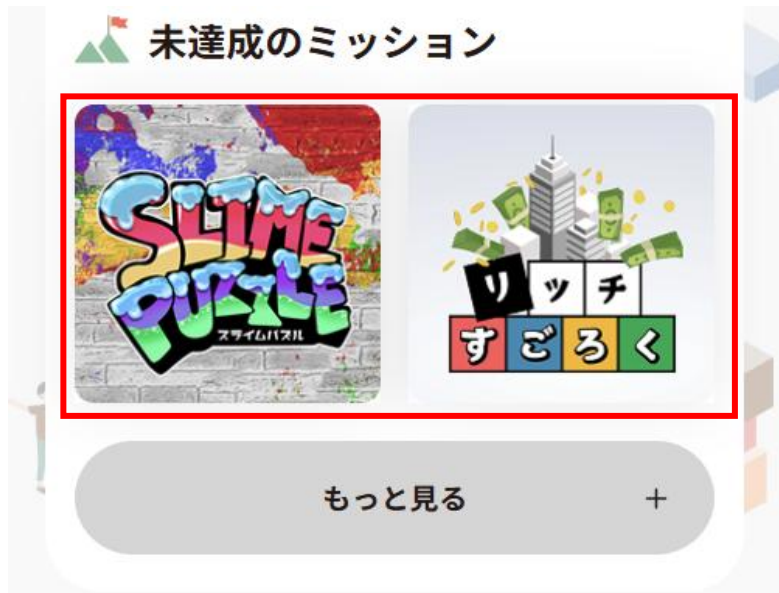 未達成のミッション
SLIME
PUZZLE
スライムパズル
リッチ
すごろく
もっと見る +